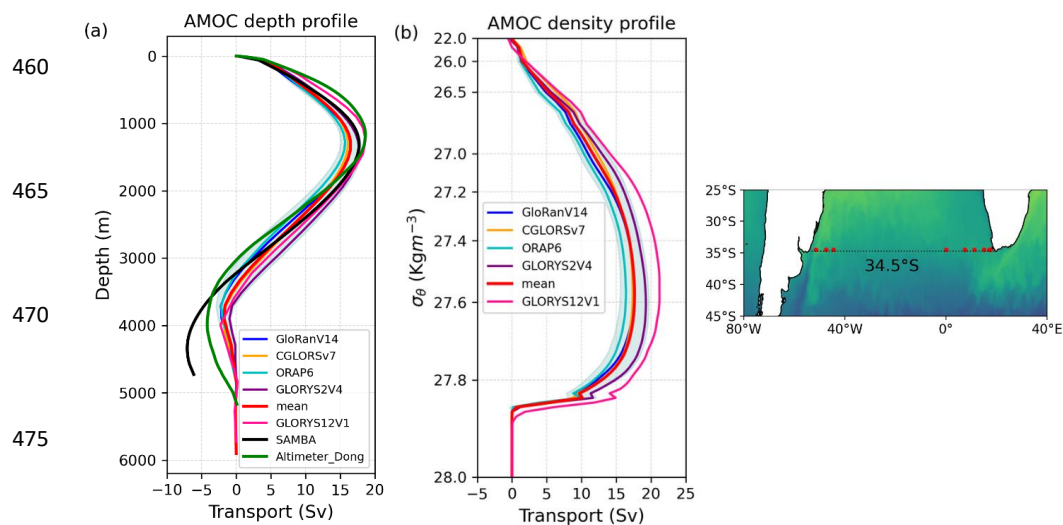 460
465
470
475
(a)
AMOC depth profile
Depth (m)
0
1000
2000
3000
4000
5000
6000
GloRanV14
CGLORSv7
ORAP6
GLORYS2V4
mean
GLORYS12V1
SAMBA
Altimeter_Dong
−10 −5 0 5 10 15 20
Transport (Sv)
(b)
AMOC density profile
σθ (Kgm⁻³)
22.0
26.0
26.5
27.0
27.2
27.4
27.6
27.8
28.0
GloRanV14
CGLORSv7
ORAP6
GLORYS2V4
mean
GLORYS12V1
−5 0 5 10 15 20 25
Transport (Sv)
25°S
30°S
35°S
40°S
45°S
34.5°S
80°W 40°W 0° 40°E